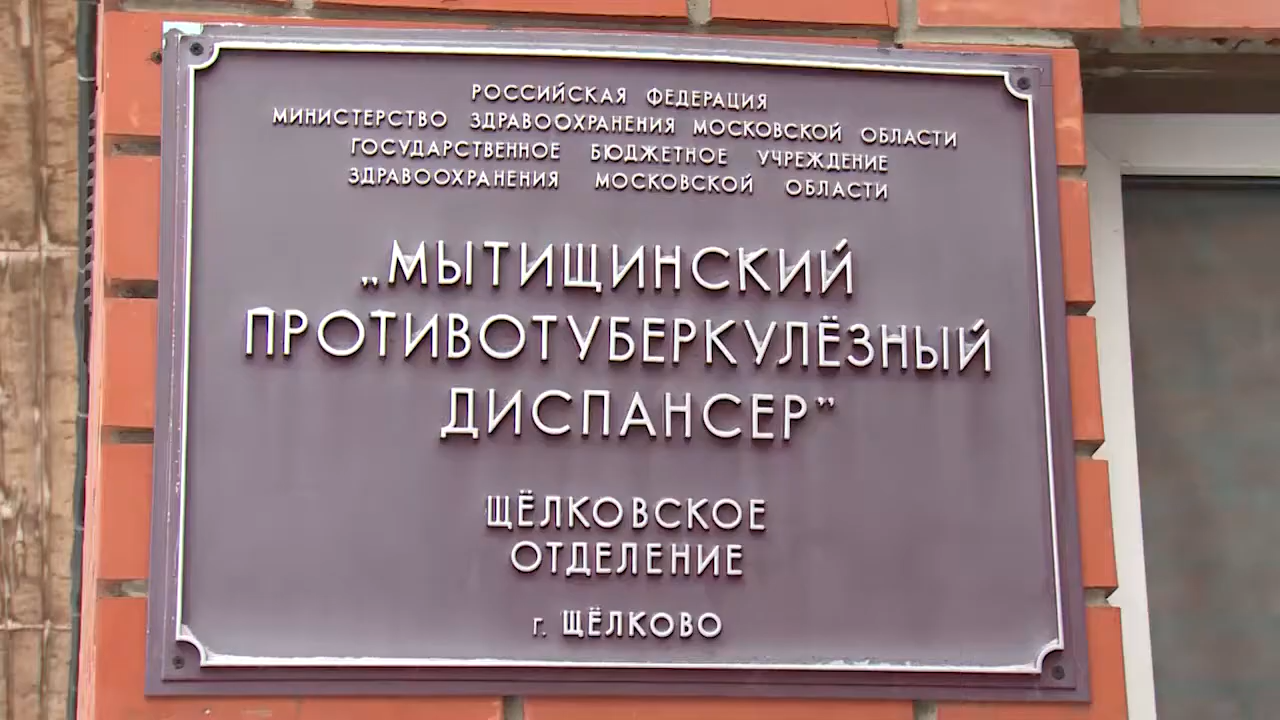 РОССИЙСКАЯ ФЕДЕРАЦИЯ
МИНИСТЕРСТВО ЗДРАВООХРАНЕНИЯ МОСКОВСКОЙ ОБЛАСТИ
ГОСУДАРСТВЕННОЕ БЮДЖЕТНОЕ УЧРЕЖДЕНИЕ
ЗДРАВООХРАНЕНИЯ МОСКОВСКОЙ ОБЛАСТИ
„МЫТИЩИНСКИЙ
ПРОТИВОТУБЕРКУЛЁЗНЫЙ
ДИСПАНСЕР”
ЩЁЛКОВСКОЕ
ОТДЕЛЕНИЕ
г. ЩЁЛКОВО